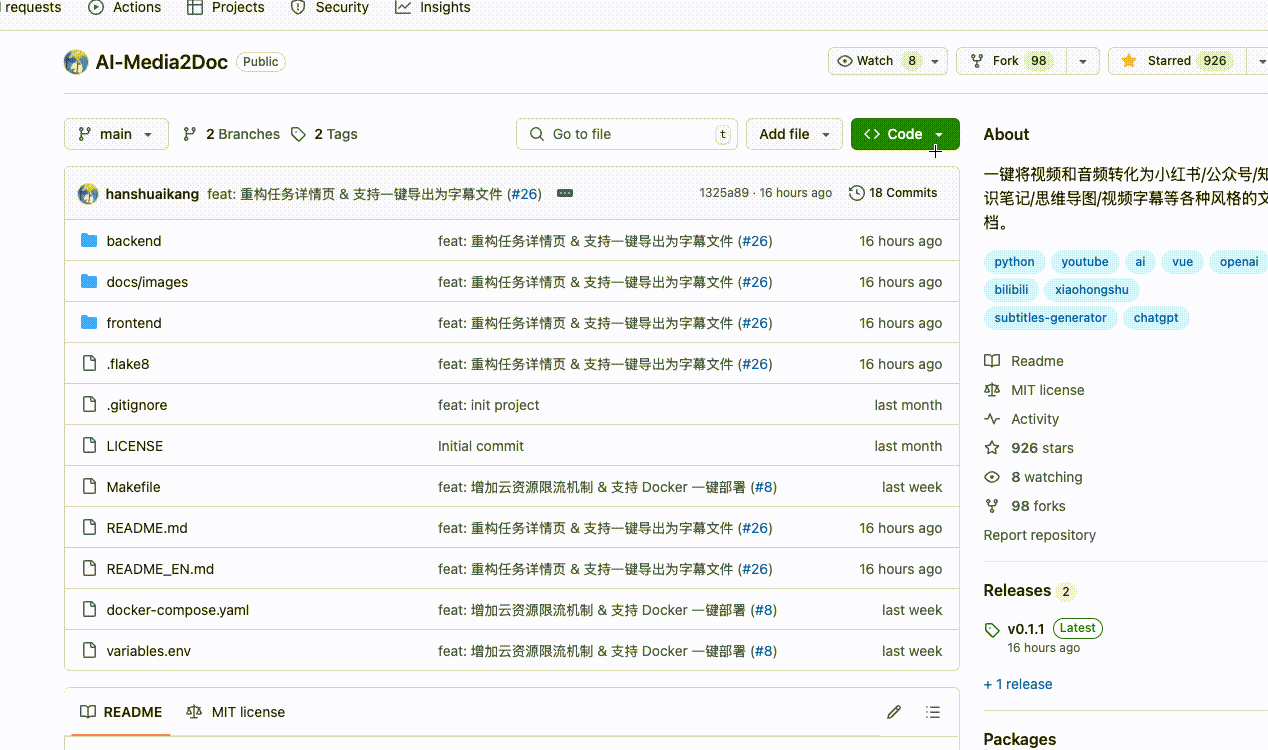 requests Actions Projects Security Insights
AI-Media2Doc Public Watch 8 Fork 98 Starred 926
main 2 Branches 2 Tags Go to file t Add file Code
hanshuaikang feat: 重构任务详情页 & 支持一键导出为字幕文件 (#26) 1325a89 · 16 hours ago 18 Commits
backend feat: 重构任务详情页 & 支持一键导出为字幕文件 (#26) 16 hours ago
docs/images feat: 重构任务详情页 & 支持一键导出为字幕文件 (#26) 16 hours ago
frontend feat: 重构任务详情页 & 支持一键导出为字幕文件 (#26) 16 hours ago
.flake8 feat: 重构任务详情页 & 支持一键导出为字幕文件 (#26) 16 hours ago
.gitignore feat: init project last month
LICENSE Initial commit last month
Makefile feat: 增加云资源限流机制 & 支持 Docker 一键部署 (#8) last week
README.md feat: 重构任务详情页 & 支持一键导出为字幕文件 (#26) 16 hours ago
README_EN.md feat: 重构任务详情页 & 支持一键导出为字幕文件 (#26) 16 hours ago
docker-compose.yaml feat: 增加云资源限流机制 & 支持 Docker 一键部署 (#8) last week
variables.env feat: 增加云资源限流机制 & 支持 Docker 一键部署 (#8) last week
README MIT license
About
一键将视频和音频转化为小红书/公众号/知
识笔记/思维导图/视频字幕等各种风格的文
档。
python youtube ai vue openai
bilibili xiaohongshu
subtitles-generator chatgpt
Readme
MIT license
Activity
926 stars
8 watching
98 forks
Report repository
Releases 2
v0.1.1 Latest
16 hours ago
+ 1 release
Packages